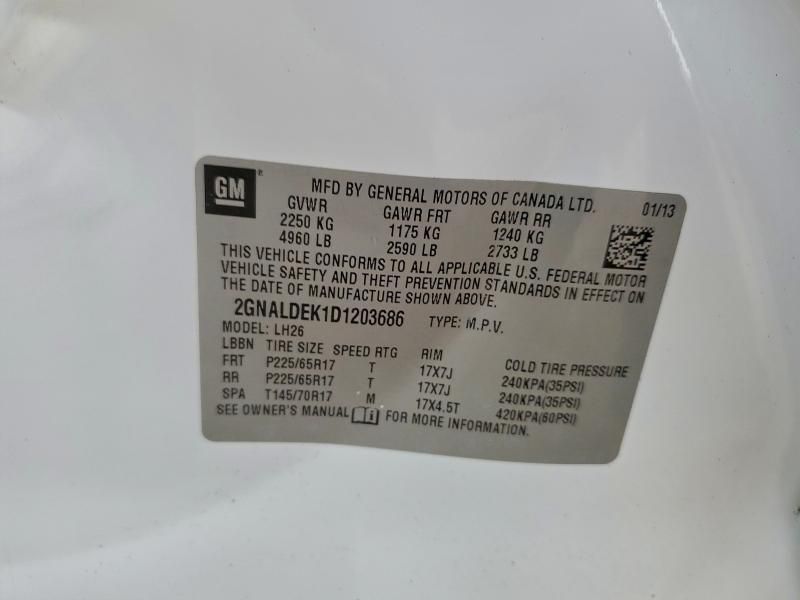 GM
MFD BY GENERAL MOTORS OF CANADA LTD. 01/13
GVWR GAWR FRT GAWR RR
2250 KG 1175 KG 1240 KG
4960 LB 2590 LB 2733 LB
THIS VEHICLE CONFORMS TO ALL APPLICABLE U.S. FEDERAL MOTOR
VEHICLE SAFETY AND THEFT PREVENTION STANDARDS IN EFFECT ON
THE DATE OF MANUFACTURE SHOWN ABOVE.
2GNALDEK1D1203686 TYPE: M.P.V.
MODEL: LH26
LBBN TIRE SIZE SPEED RTG RIM COLD TIRE PRESSURE
FRT P225/65R17 T 17X7J 240KPA(35PSI)
RR P225/65R17 T 17X7J 240KPA(35PSI)
SPA T145/70R17 M 17X4.5T 420KPA(60PSI)
SEE OWNER'S MANUAL FOR MORE INFORMATION.